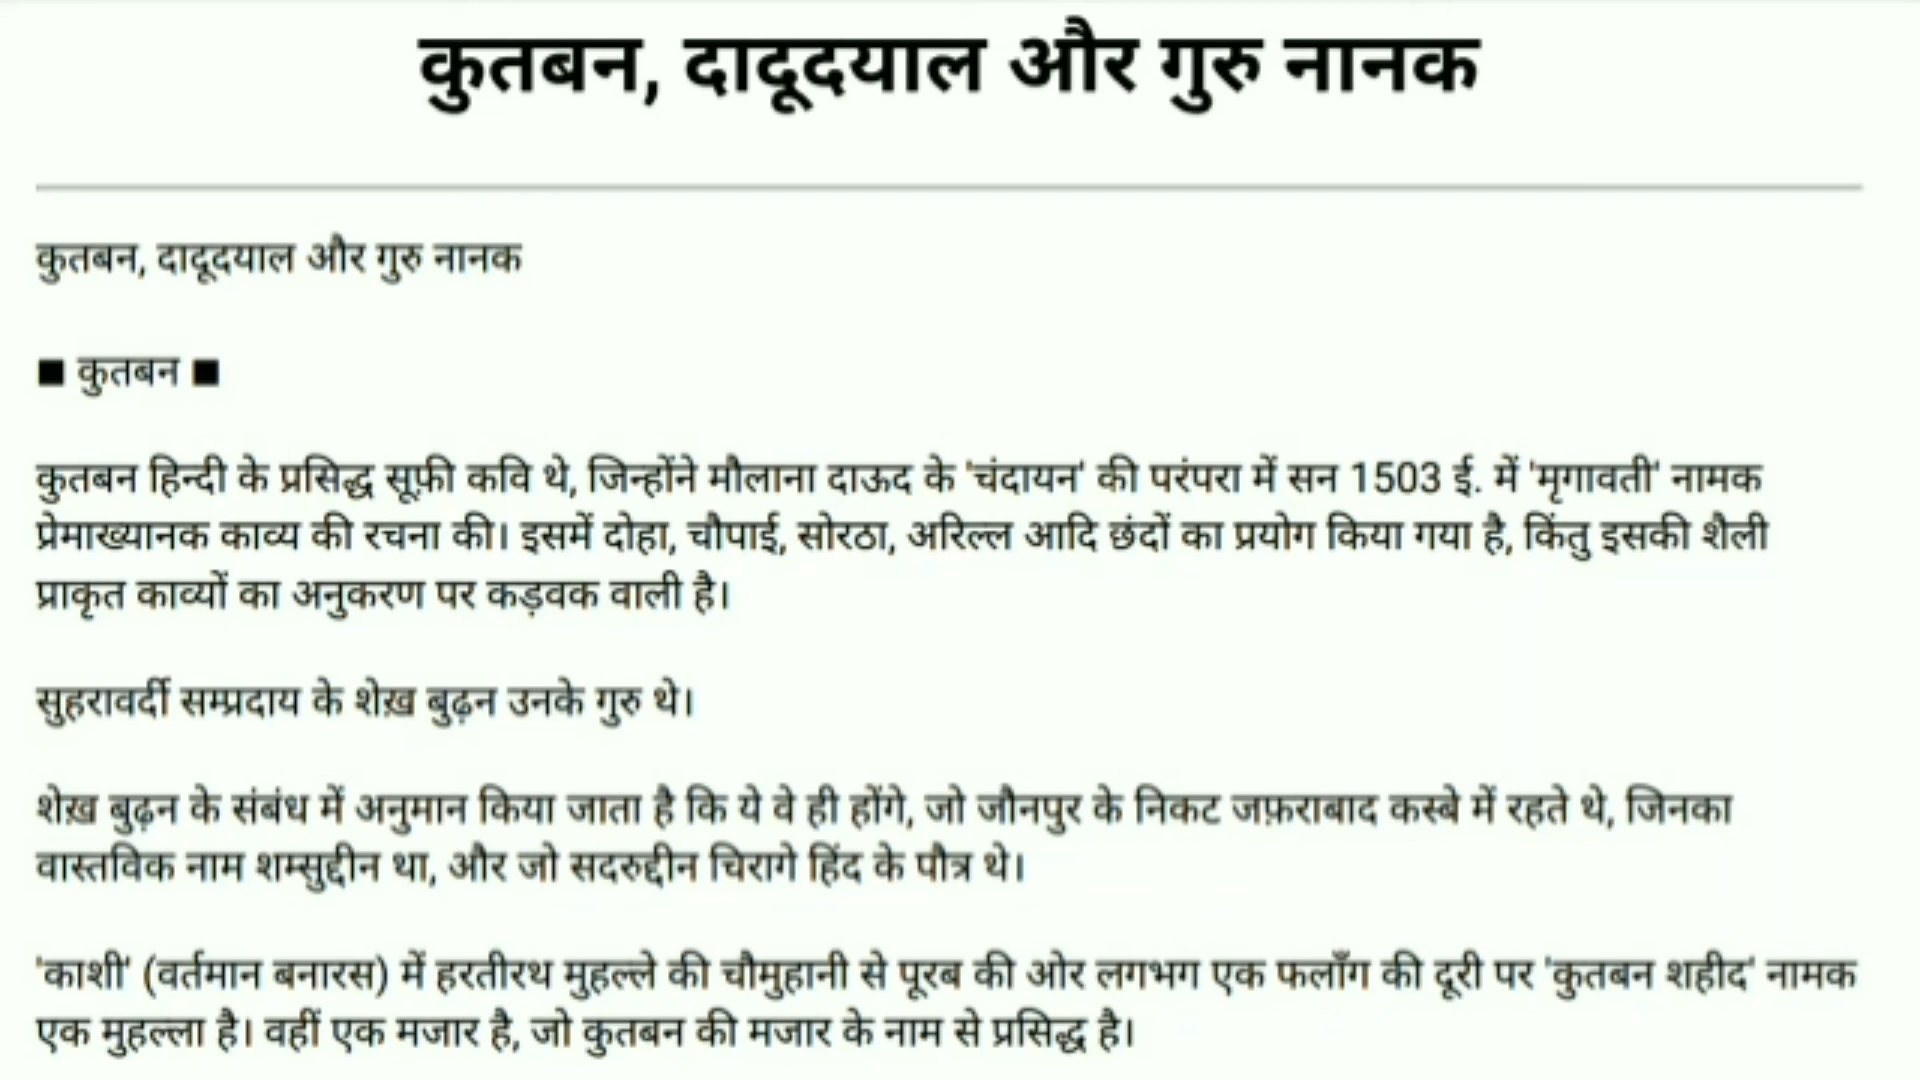 कुतबन, दादूदयाल और गुरु नानक
कुतबन, दादूदयाल और गुरु नानक
■ कुतबन ■
कुतबन हिन्दी के प्रसिद्ध सूफ़ी कवि थे, जिन्होंने मौलाना दाऊद के 'चंदायन' की परंपरा में सन 1503 ई. में 'मृगावती' नामक
प्रेमाख्यानक काव्य की रचना की। इसमें दोहा, चौपाई, सोरठा, अरिल्ल आदि छंदों का प्रयोग किया गया है, किंतु इसकी शैली
प्राकृत काव्यों का अनुकरण पर कड़वक वाली है।
सुहरावर्दी सम्प्रदाय के शेख़ बुढ़न उनके गुरु थे।
शेख़ बुढ़न के संबंध में अनुमान किया जाता है कि ये वे ही होंगे, जो जौनपुर के निकट जफ़राबाद कस्बे में रहते थे, जिनका
वास्तविक नाम शम्सुद्दीन था, और जो सदरुद्दीन चिरागे हिंद के पौत्र थे।
'काशी' (वर्तमान बनारस) में हरतीरथ मुहल्ले की चौमुहानी से पूरब की ओर लगभग एक फर्लाँग की दूरी पर 'कुतबन शहीद' नामक
एक मुहल्ला है। वहीं एक मजार है, जो कुतबन की मजार के नाम से प्रसिद्ध है।